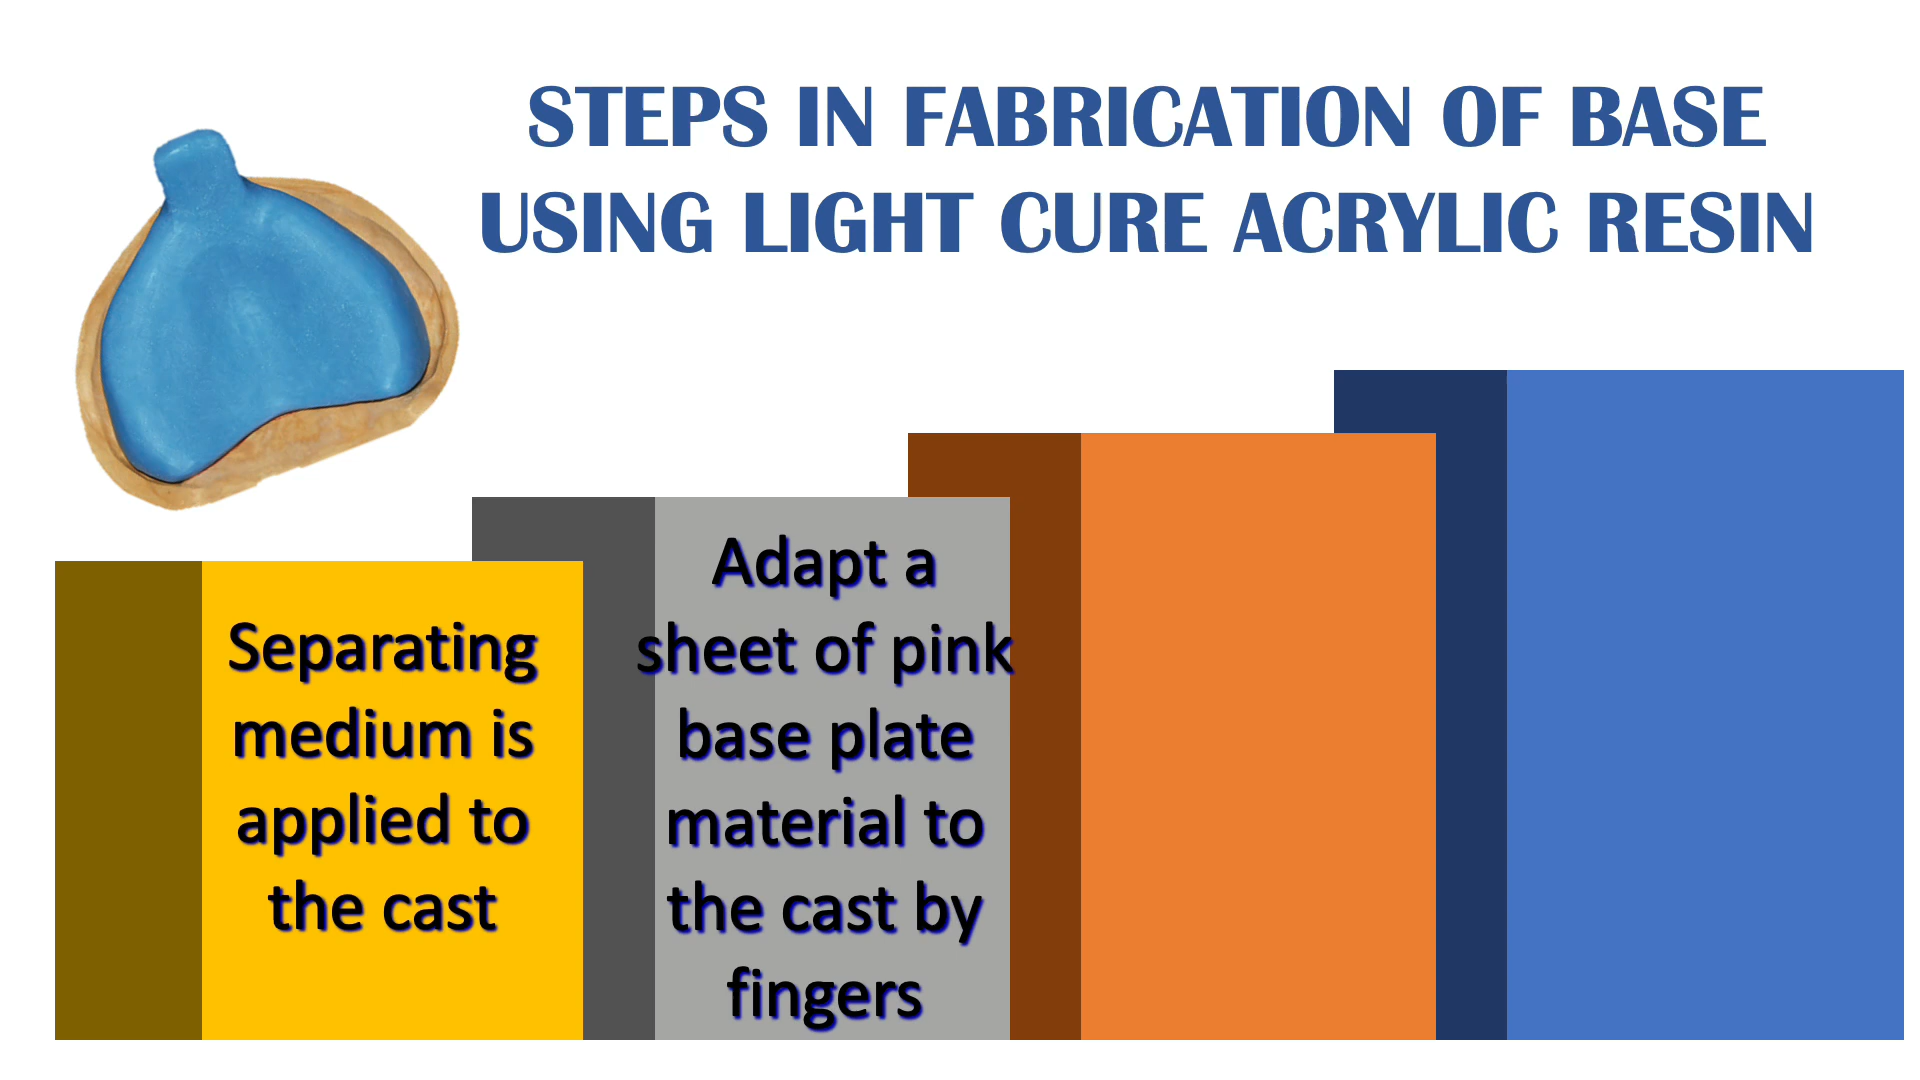 STEPS IN FABRICATION OF BASE
USING LIGHT CURE ACRYLIC RESIN
Separating
medium is
applied to
the cast
Adapt a
sheet of pink
base plate
material to
the cast by
fingers